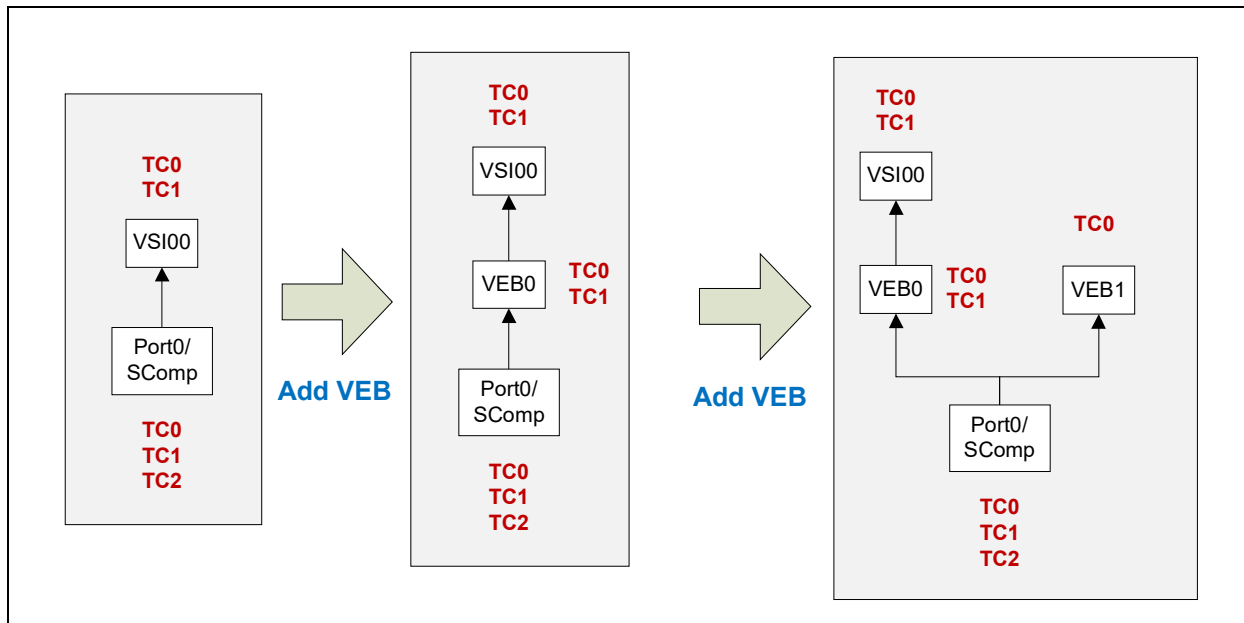 TC0
TC1
VSI00
Port0/
SComp
TC0
TC1
TC2
Add VEB
TC0
TC1
VSI00
VEB0
TC0
TC1
Port0/
SComp
TC0
TC1
TC2
Add VEB
TC0
TC1
VSI00
TC0
VEB0
TC0
TC1
VEB1
Port0/
SComp
TC0
TC1
TC2